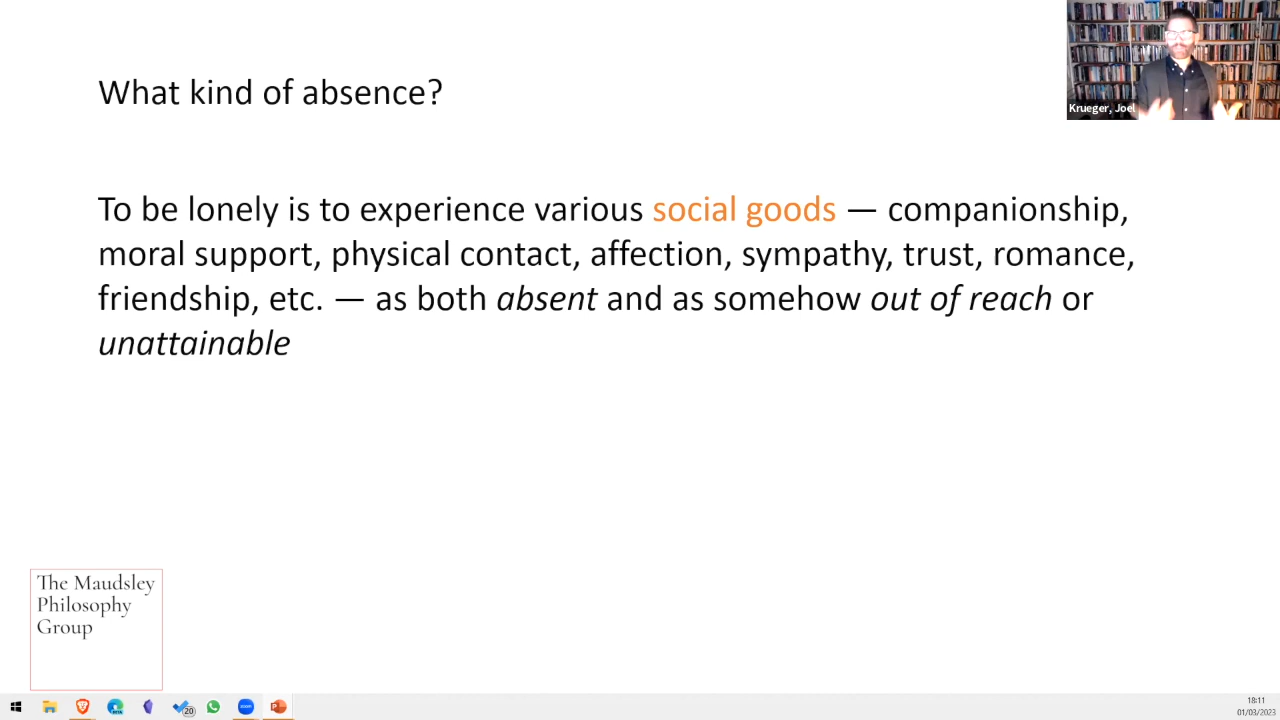 What kind of absence?
Krueger, Joel
To be lonely is to experience various social goods — companionship,
moral support, physical contact, affection, sympathy, trust, romance,
friendship, etc. — as both absent and as somehow out of reach or
unattainable
The Maudsley
Philosophy
Group
20
18:11
01/03/2023